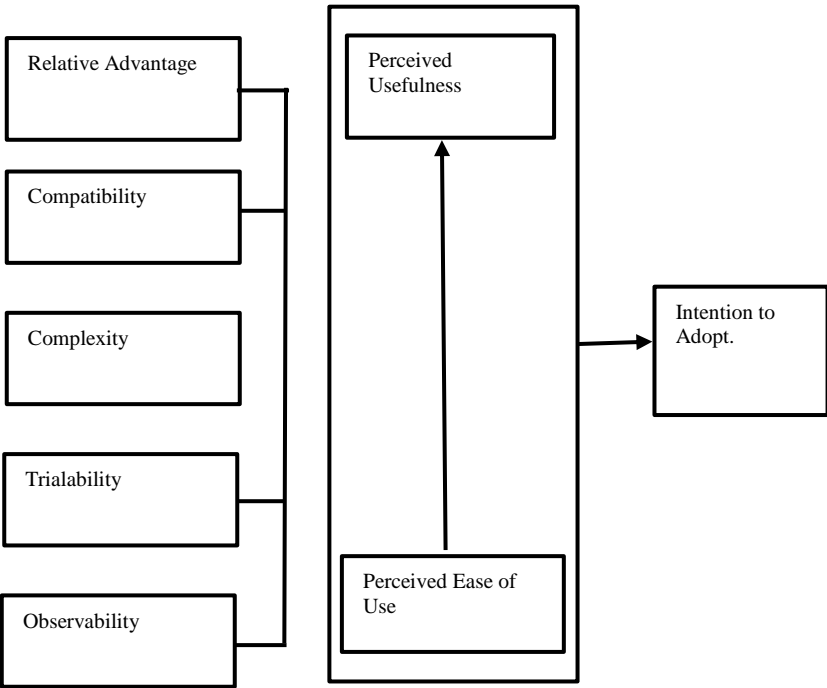 Relative Advantage
Compatibility
Complexity
Trialability
Observability
Perceived
Usefulness
Perceived Ease of
Use
Intention to
Adopt.